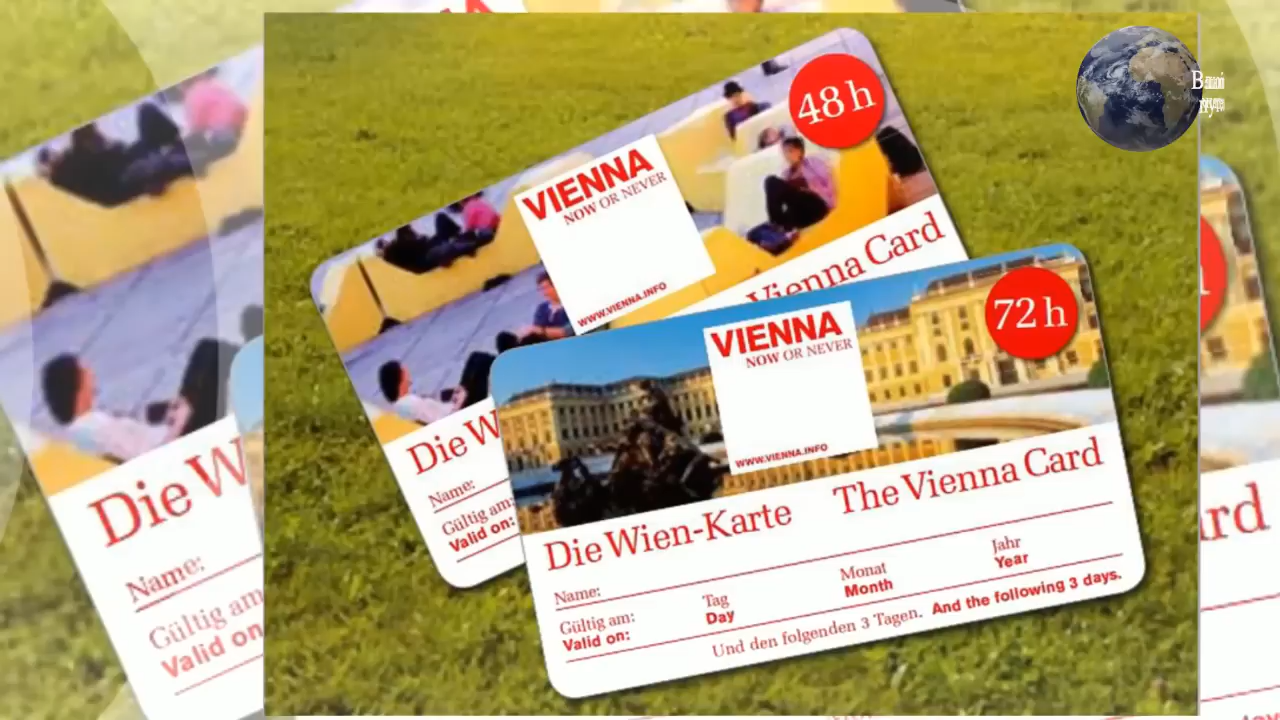 48 h
VIENNA
NOW OR NEVER
WWW.VIENNA.INFO
Vienna Card
Die W
Name:
Gültig am:
Valid on:
72 h
VIENNA
NOW OR NEVER
WWW.VIENNA.INFO
Die Wien-Karte The Vienna Card
Name:
Gültig am: Tag Monat Jahr
Valid on: Day Month Year
Und den folgenden 3 Tagen. And the following 3 days.
Die W
Name:
Gültig am
Valid on
rd